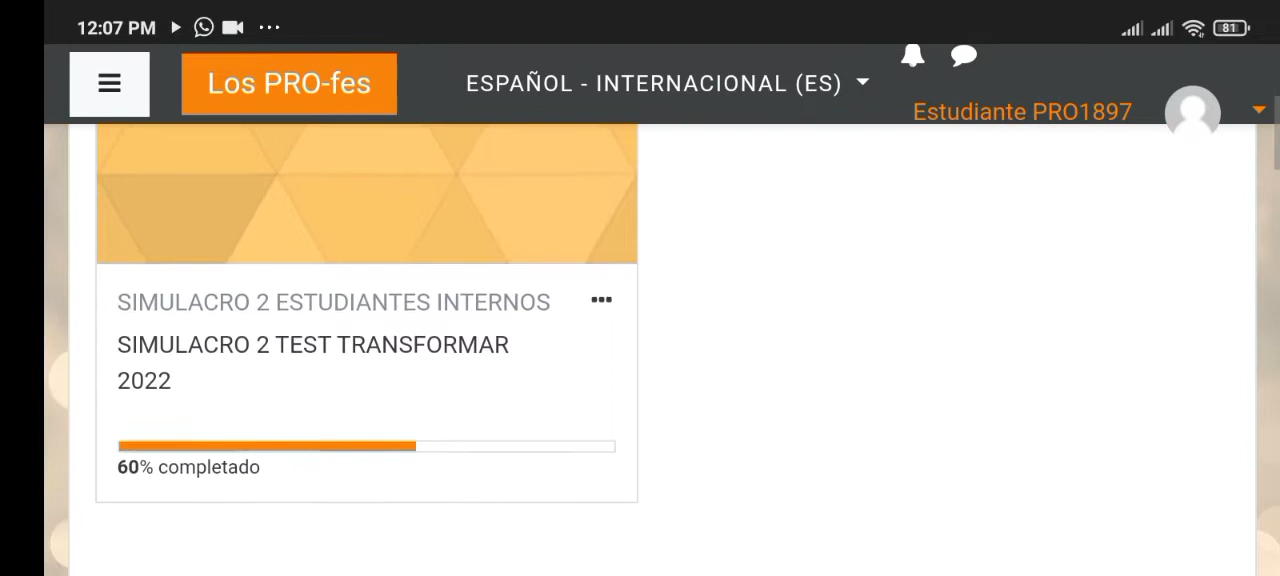 12:07 PM
81
Los PRO-fes
ESPAÑOL - INTERNACIONAL (ES)
Estudiante PRO1897
SIMULACRO 2 ESTUDIANTES INTERNOS
SIMULACRO 2 TEST TRANSFORMAR
2022
60% completado